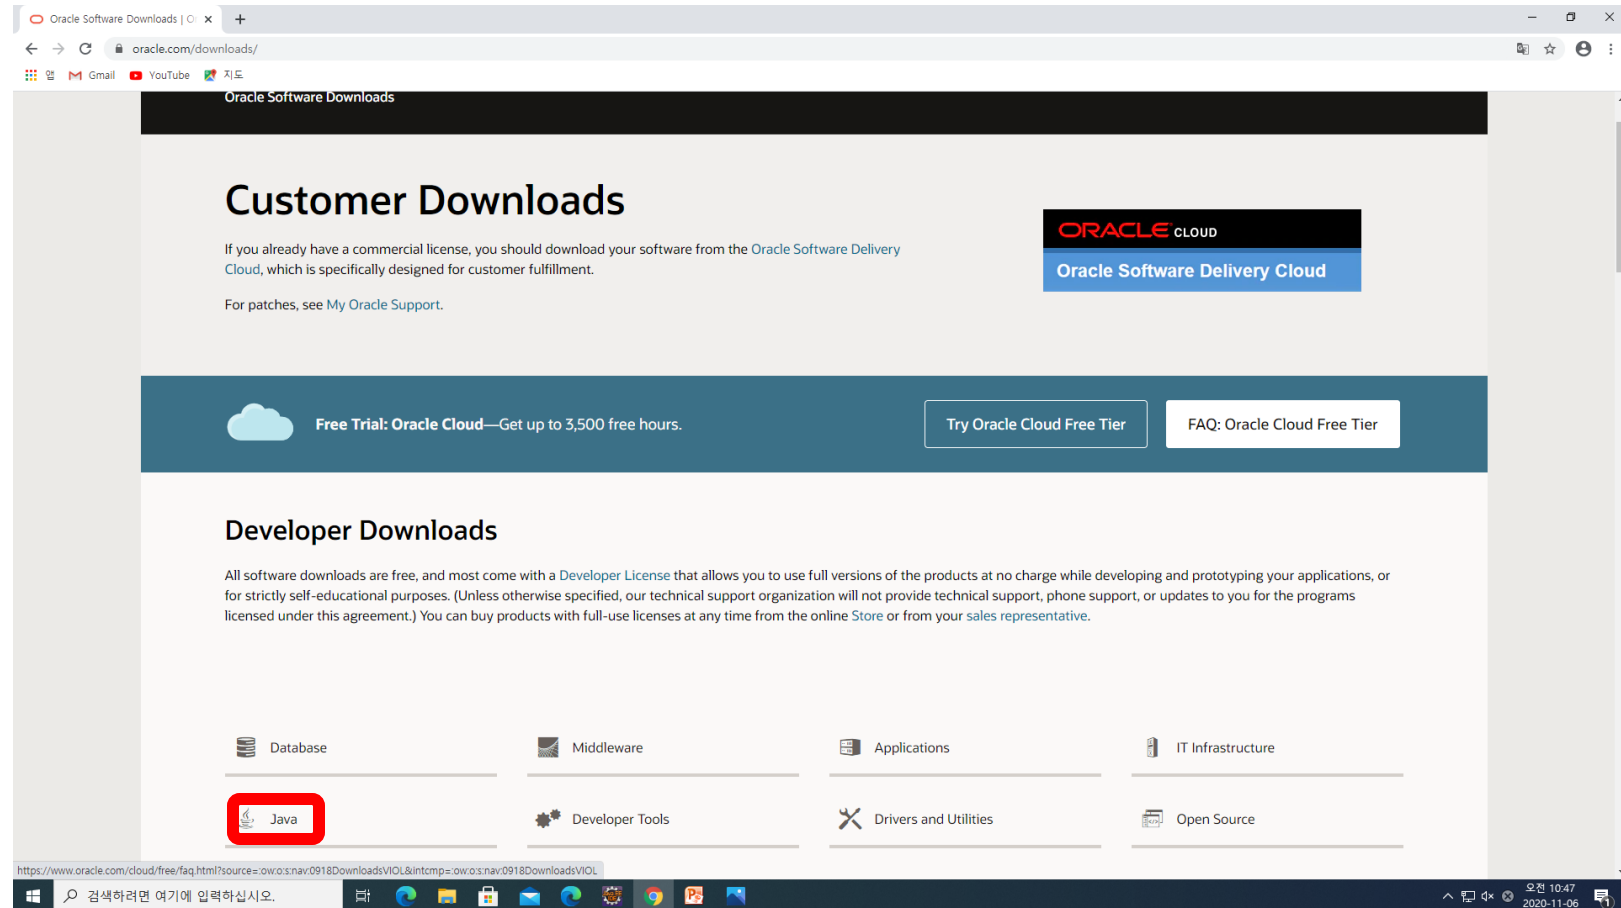 Oracle Software Downloads | O
oracle.com/downloads/
앱 Gmail YouTube 지도
Oracle Software Downloads
Customer Downloads
If you already have a commercial license, you should download your software from the Oracle Software Delivery
Cloud, which is specifically designed for customer fulfillment.
For patches, see My Oracle Support.
ORACLE CLOUD
Oracle Software Delivery Cloud
Free Trial: Oracle Cloud—Get up to 3,500 free hours.
Try Oracle Cloud Free Tier
FAQ: Oracle Cloud Free Tier
Developer Downloads
All software downloads are free, and most come with a Developer License that allows you to use full versions of the products at no charge while developing and prototyping your applications, or
for strictly self-educational purposes. (Unless otherwise specified, our technical support organization will not provide technical support, phone support, or updates to you for the programs
licensed under this agreement.) You can buy products with full-use licenses at any time from the online Store or from your sales representative.
Database Middleware Applications IT Infrastructure
Java Developer Tools Drivers and Utilities Open Source
https://www.oracle.com/cloud/free/faq.html?source=:ow:o:s:nav:0918DownloadsVIOL&intcmp=:ow:o:s:nav:0918DownloadsVIOL
검색하려면 여기에 입력하십시오.
오전 10:47
2020-11-06
1